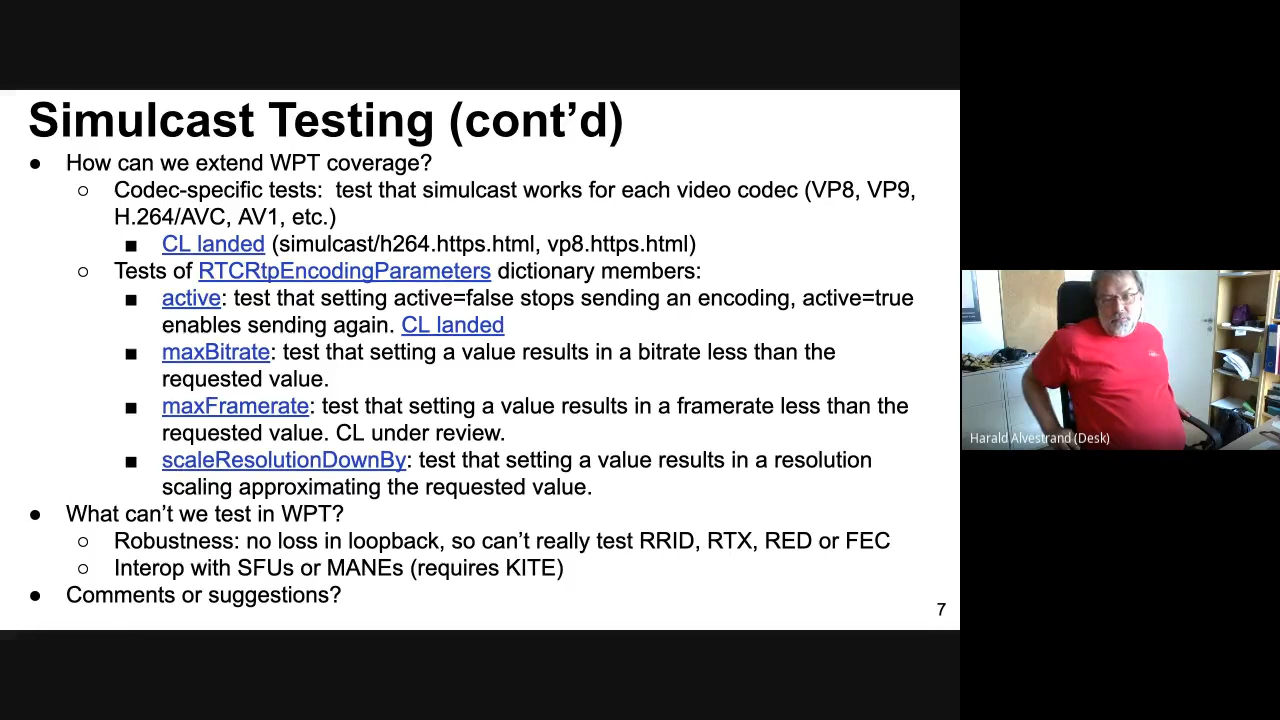 Simulcast Testing (cont’d)
● How can we extend WPT coverage?
○ Codec-specific tests: test that simulcast works for each video codec (VP8, VP9,
H.264/AVC, AV1, etc.)
■ CL landed (simulcast/h264.https.html, vp8.https.html)
○ Tests of RTCRtpEncodingParameters dictionary members:
■ active: test that setting active=false stops sending an encoding, active=true
enables sending again. CL landed
■ maxBitrate: test that setting a value results in a bitrate less than the
requested value.
■ maxFramerate: test that setting a value results in a framerate less than the
requested value. CL under review.
■ scaleResolutionDownBy: test that setting a value results in a resolution
scaling approximating the requested value.
● What can’t we test in WPT?
○ Robustness: no loss in loopback, so can’t really test RRID, RTX, RED or FEC
○ Interop with SFUs or MANEs (requires KITE)
● Comments or suggestions?
7
Harald Alvestrand (Desk)